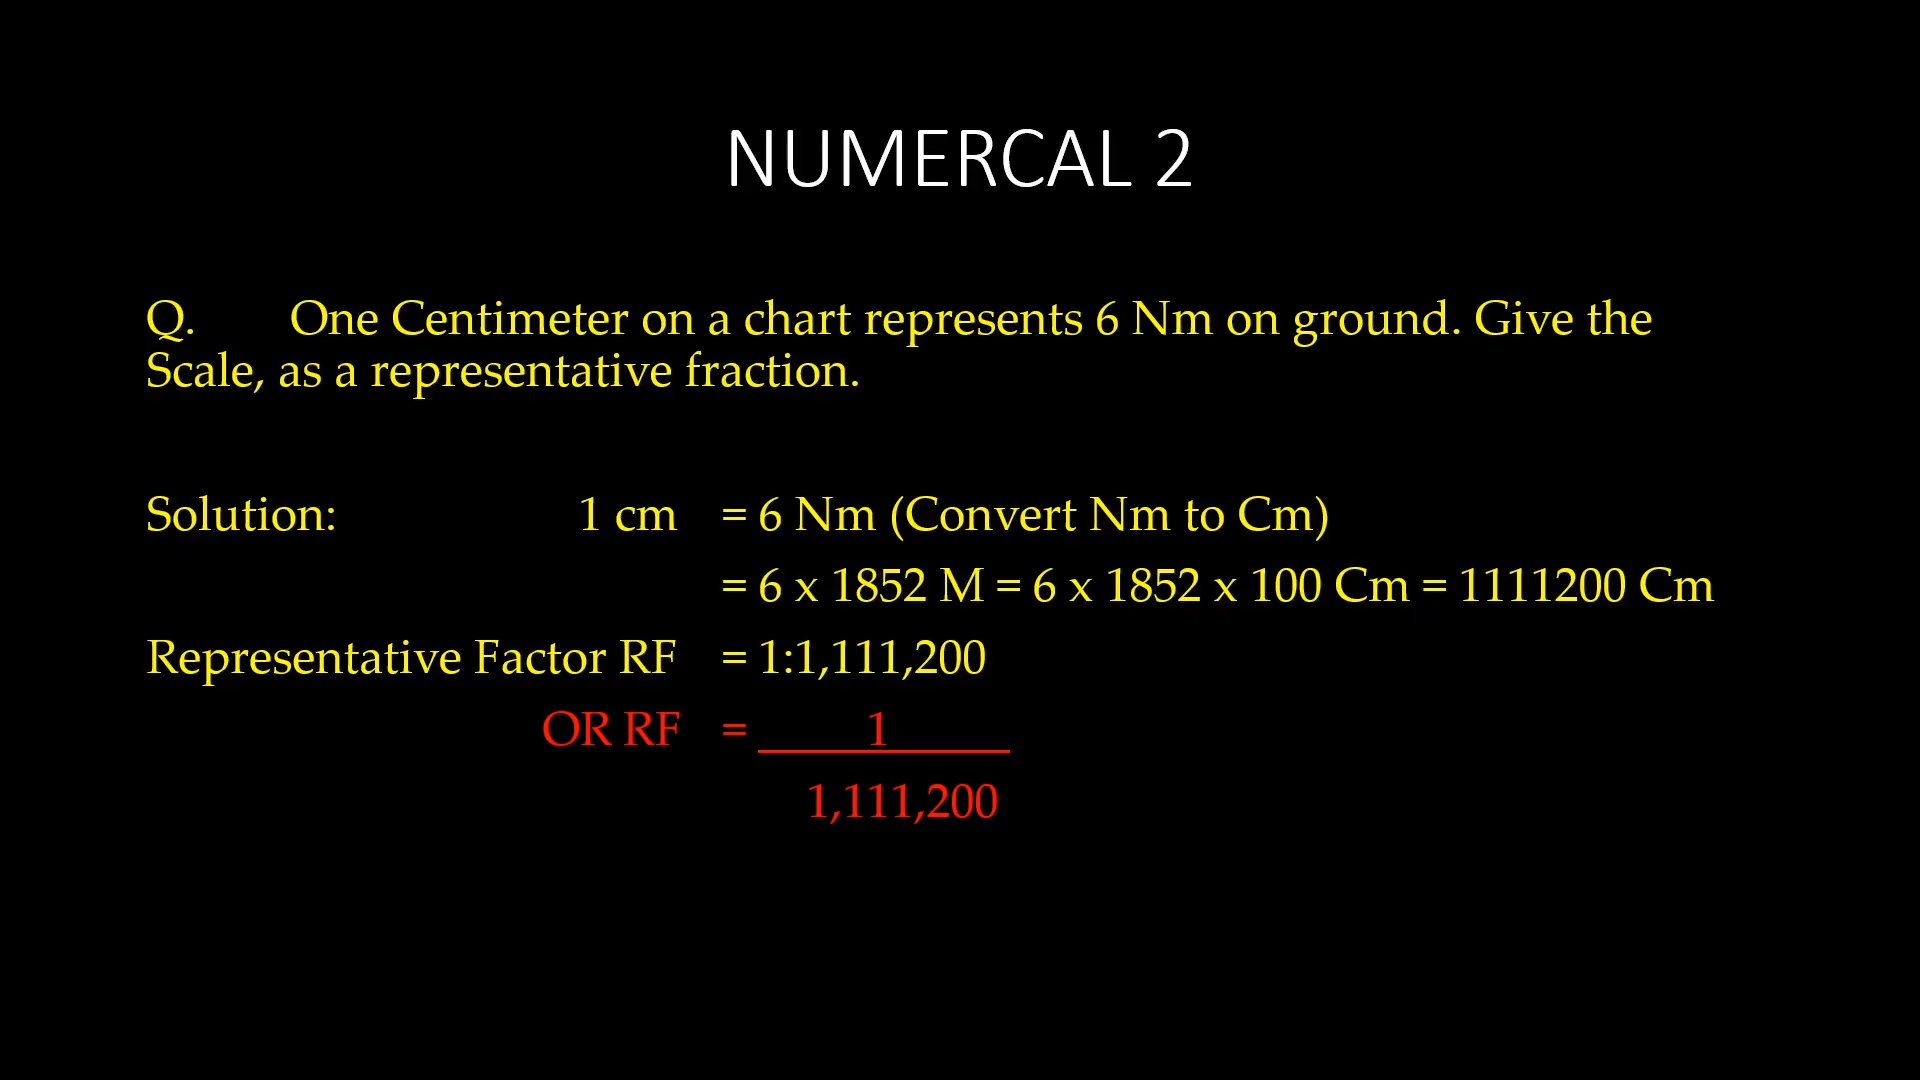 NUMERCAL 2
Q. One Centimeter on a chart represents 6 Nm on ground. Give the
Scale, as a representative fraction.
Solution: 1 cm = 6 Nm (Convert Nm to Cm)
= 6 x 1852 M = 6 x 1852 x 100 Cm = 1111200 Cm
Representative Factor RF = 1:1,111,200
OR RF = 1
1,111,200